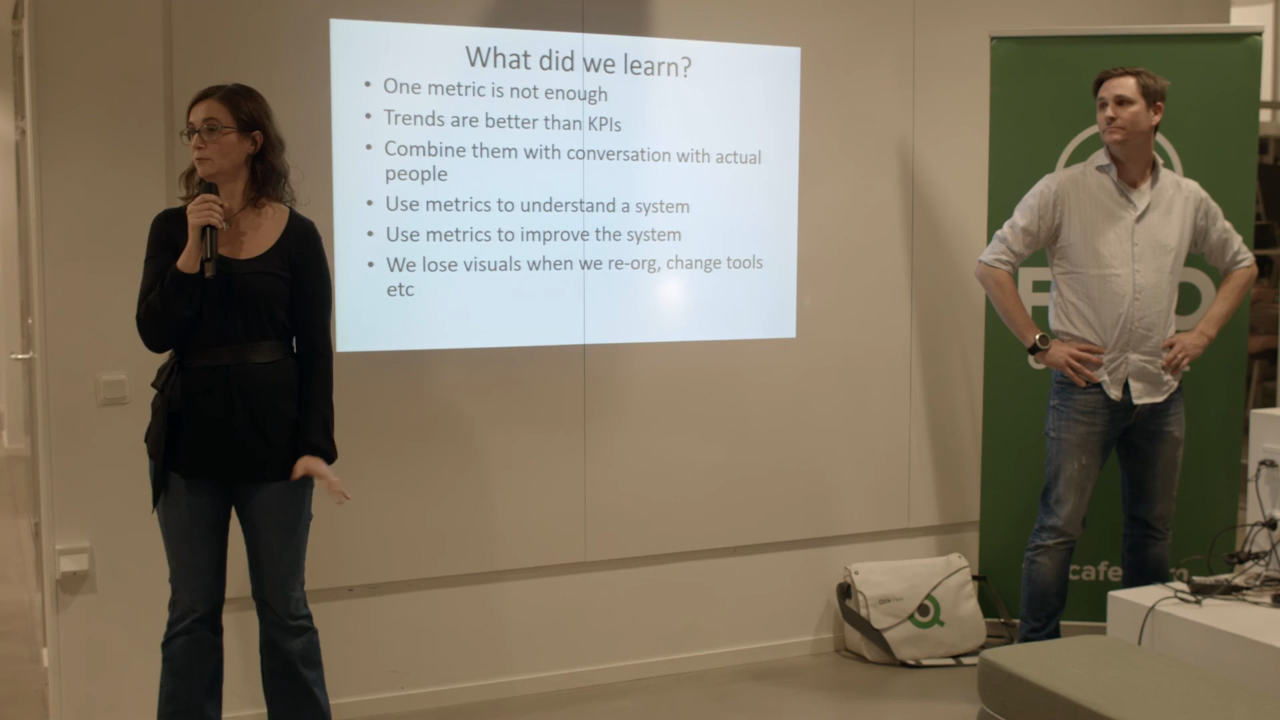 What did we learn?
• One metric is not enough
• Trends are better than KPIs
• Combine them with conversation with actual
people
• Use metrics to understand a system
• Use metrics to improve the system
• We lose visuals when we re-org, change tools
etc
cafe